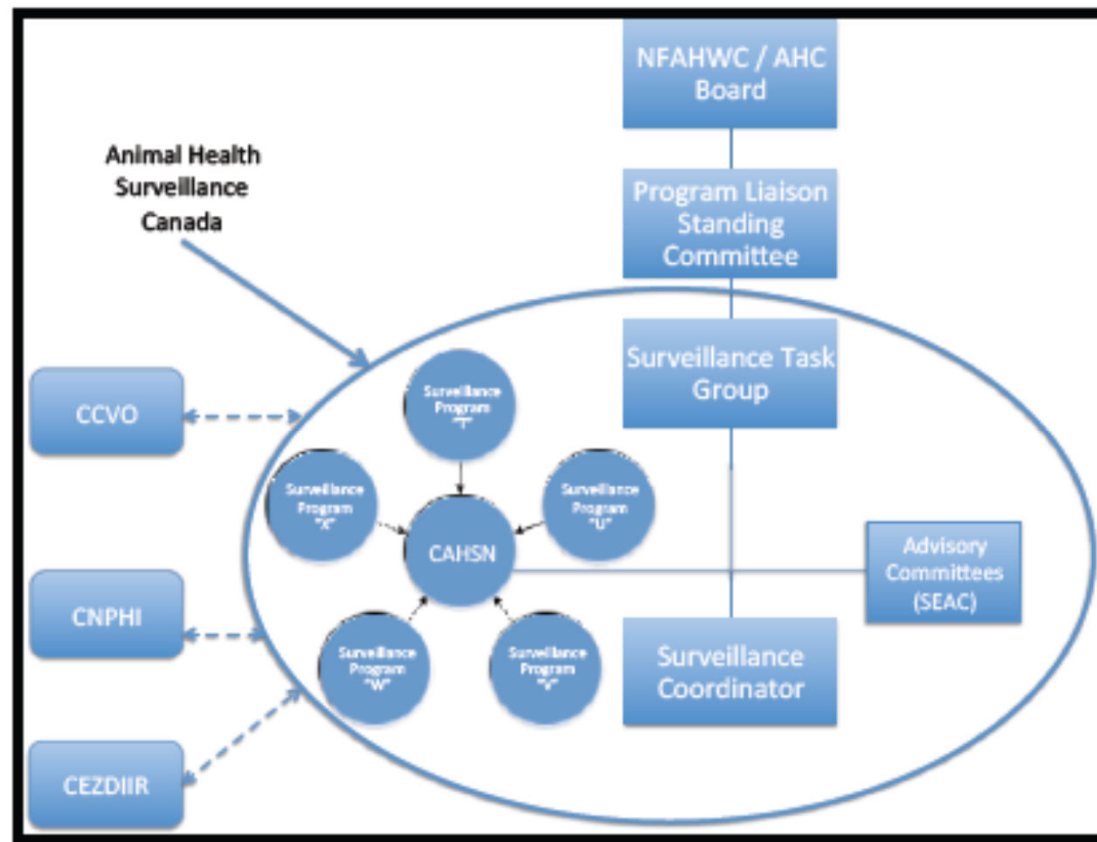 NFAHWC / AHC
Board
Animal Health
Surveillance
Canada
Program Liaison
Standing
Committee
Surveillance Task
Group
CCVO
Surveillance
Program
"T"
Surveillance
Program
"X"
Surveillance
Program
"U"
CAHSN
Advisory
Committees
(SEAC)
CNPHI
Surveillance
Program
"W"
Surveillance
Program
"V"
Surveillance
Coordinator
CEZDIIR